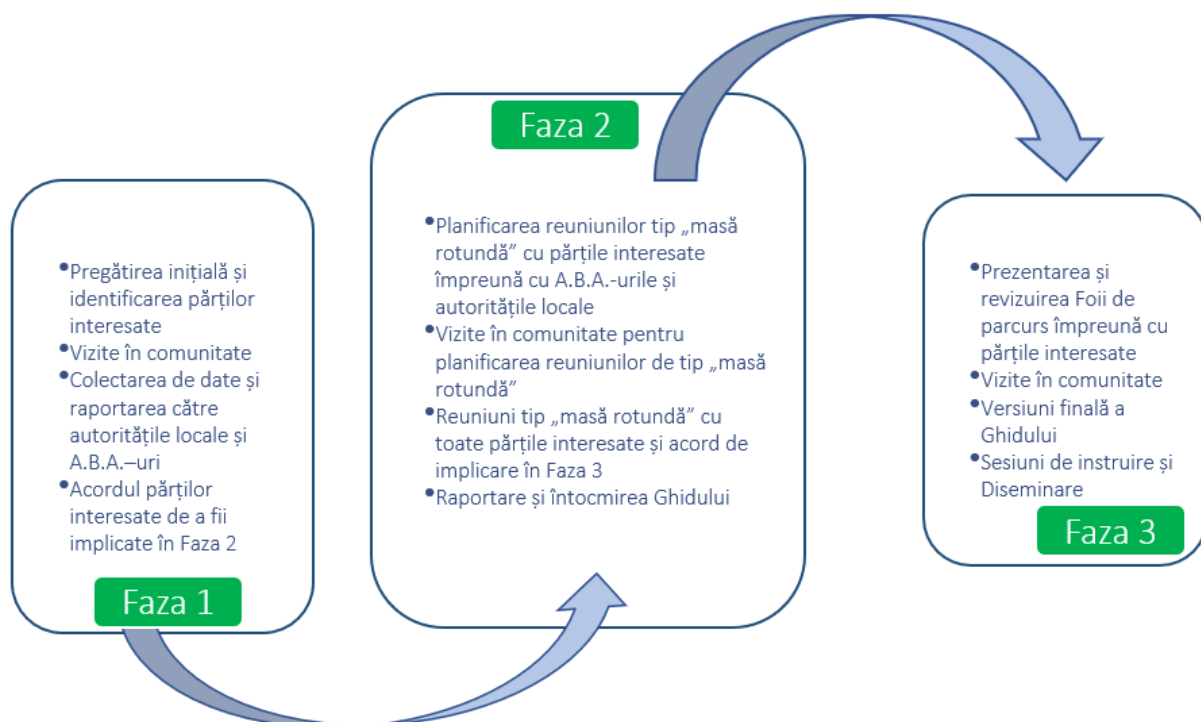 Faza 1
•Pregătirea inițială și
identificarea părților
interesate
•Vizite în comunitate
•Colectarea de date și
raportarea către
autoritățile locale și
A.B.A.–uri
•Acordul părților
interesate de a fii
implicate în Faza 2
Faza 2
•Planificarea reuniunilor tip „masă
rotundă” cu părțile interesate
împreună cu A.B.A.-urile și
autoritățile locale
•Vizite în comunitate pentru
planificarea reuniunilor de tip „masă
rotundă”
•Reuniuni tip „masă rotundă” cu
toate părțile interesate și acord de
implicare în Faza 3
•Raportare și întocmirea Ghidului
•Prezentarea și
revizuirea Foii de
parcurs împreună cu
părțile interesate
•Vizite în comunitate
•Versiuni finală a
Ghidului
•Sesiuni de instruire și
Diseminare
Faza 3